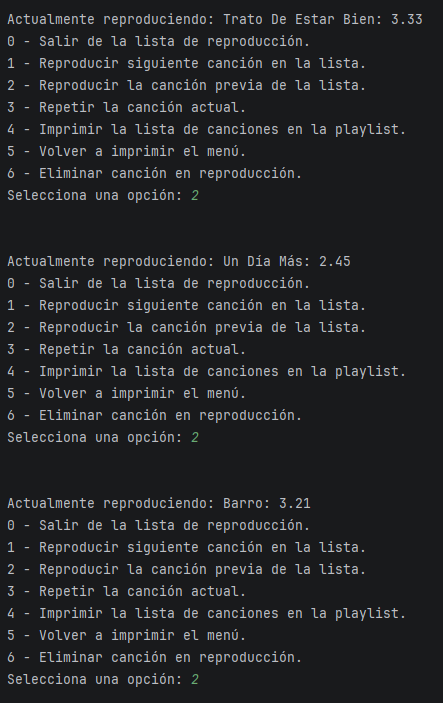 Actualmente reproduciendo: Trato De Estar Bien: 3.33
0 - Salir de la lista de reproducción.
1 - Reproducir siguiente canción en la lista.
2 - Reproducir la canción previa de la lista.
3 - Repetir la canción actual.
4 - Imprimir la lista de canciones en la playlist.
5 - Volver a imprimir el menú.
6 - Eliminar canción en reproducción.
Selecciona una opción: 2
Actualmente reproduciendo: Un Día Más: 2.45
0 - Salir de la lista de reproducción.
1 - Reproducir siguiente canción en la lista.
2 - Reproducir la canción previa de la lista.
3 - Repetir la canción actual.
4 - Imprimir la lista de canciones en la playlist.
5 - Volver a imprimir el menú.
6 - Eliminar canción en reproducción.
Selecciona una opción: 2
Actualmente reproduciendo: Barro: 3.21
0 - Salir de la lista de reproducción.
1 - Reproducir siguiente canción en la lista.
2 - Reproducir la canción previa de la lista.
3 - Repetir la canción actual.
4 - Imprimir la lista de canciones en la playlist.
5 - Volver a imprimir el menú.
6 - Eliminar canción en reproducción.
Selecciona una opción: 2